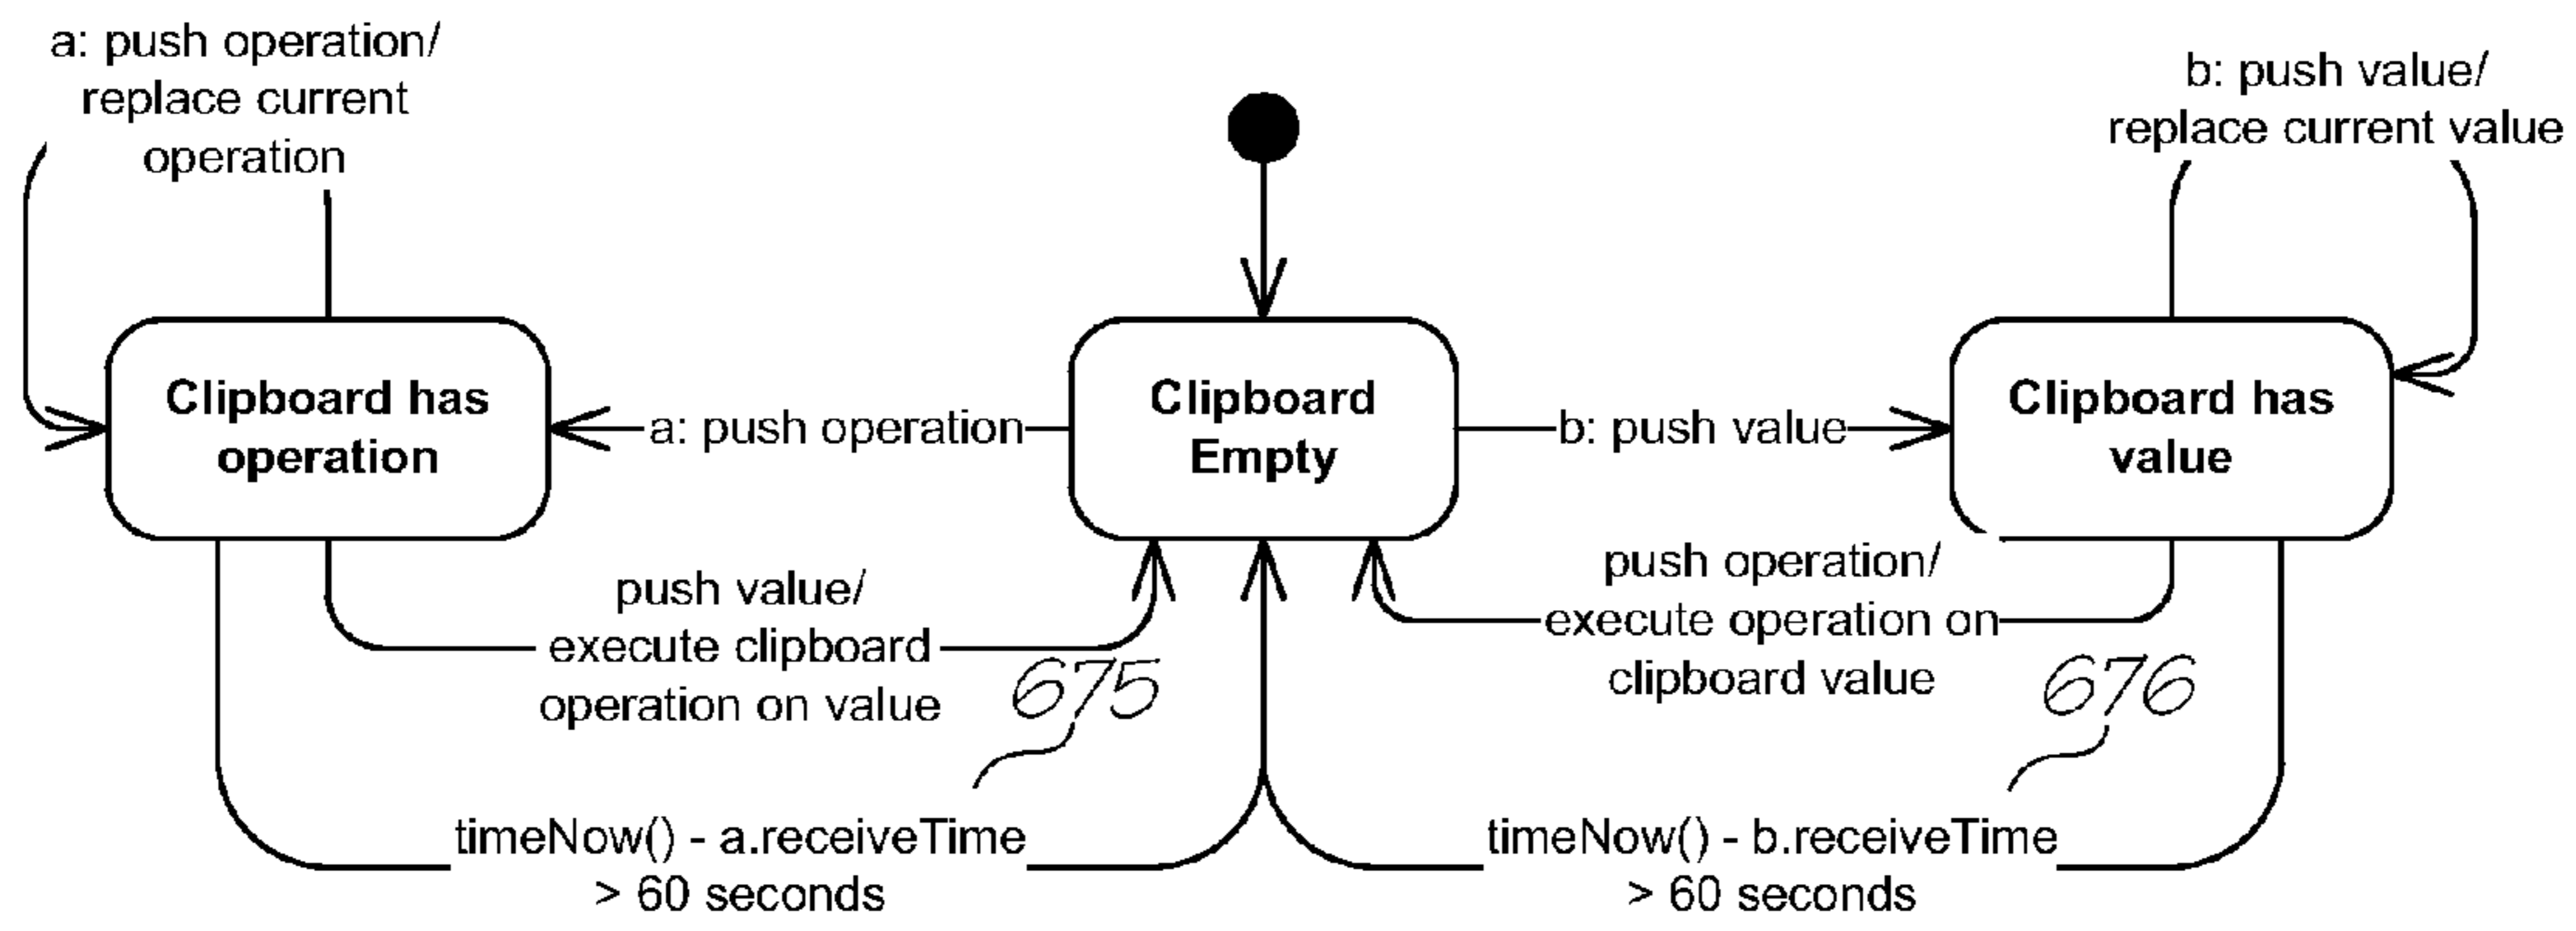 a: push operation/
replace current
operation
b: push value/
replace current value
Clipboard has
operation
a: push operation
Clipboard
Empty
b: push value
Clipboard has
value
push value/
execute clipboard
operation on value
675
push operation/
execute operation on
clipboard value
676
timeNow() - a.receiveTime
> 60 seconds
timeNow() - b.receiveTime
> 60 seconds